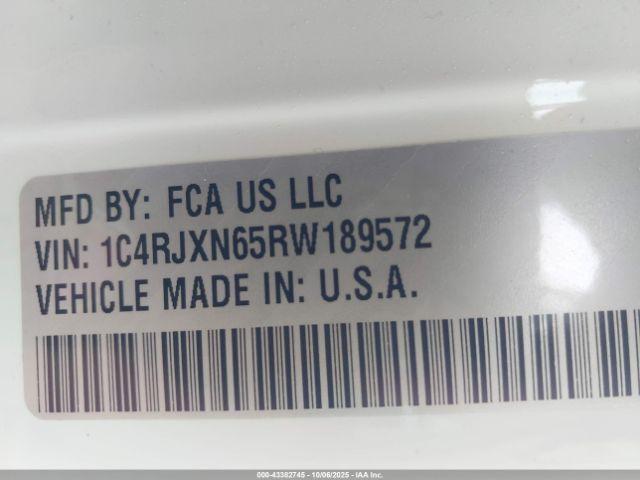 MFD BY: FCA US LLC
VIN: 1C4RJXN65RW189572
VEHICLE MADE IN: U.S.A.
000-43382745 - 10/06/2025 - IAA Inc.